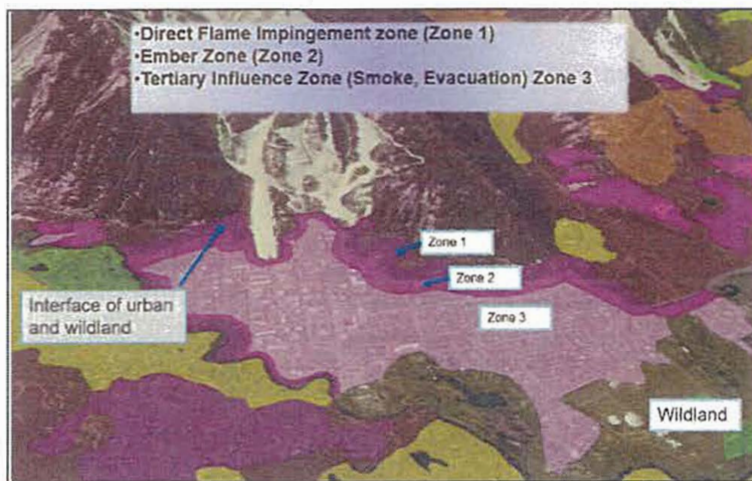 •Direct Flame Impingement zone (Zone 1)
•Ember Zone (Zone 2)
•Tertiary Influence Zone (Smoke, Evacuation) Zone 3
Zone 1
Zone 2
Interface of urban
and wildland
Zone 3
Wildland